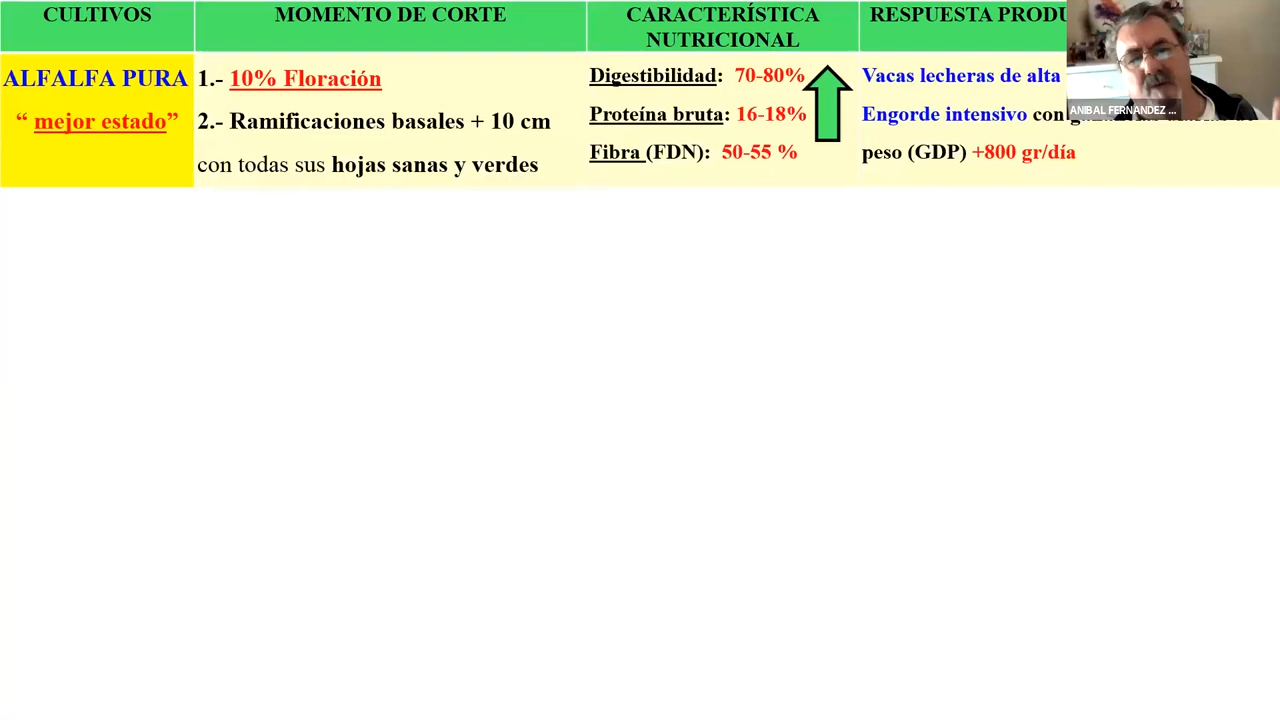 CULTIVOS
MOMENTO DE CORTE
CARACTERÍSTICA
NUTRICIONAL
RESPUESTA
ALFALFA PURA
“ mejor estado”
1.- 10% Floración
2.- Ramificaciones basales + 10 cm
con todas sus hojas sanas y verdes
Digestibilidad: 70-80%
Proteína bruta: 16-18%
Fibra (FDN): 50-55 %
Vacas lecheras de alta
Engorde intensivo con
peso (GDP) +800 gr/día
ANIBAL FERNANDEZ ...